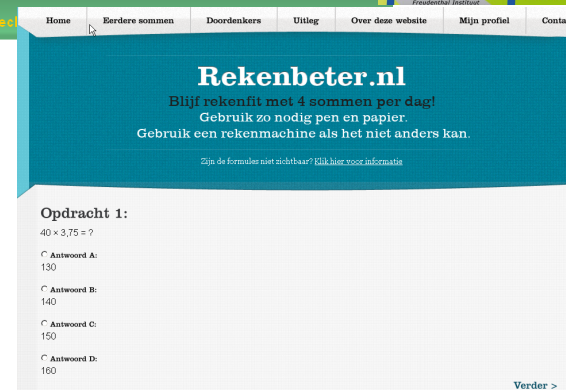 Freudenthal Instituut
Home Eerdere sommen Doordenkers Uitleg Over deze website Mijn profiel Conta
Rekenbeter.nl
Blijf rekenfit met 4 sommen per dag!
Gebruik zo nodig pen en papier.
Gebruik een rekenmachine als het niet anders kan.
Zijn de formules niet zichtbaar? Klik hier voor informatie
Opdracht 1:
40 × 3,75 = ?
Antwoord A:
130
Antwoord B:
140
Antwoord C:
150
Antwoord D:
160
Verder >